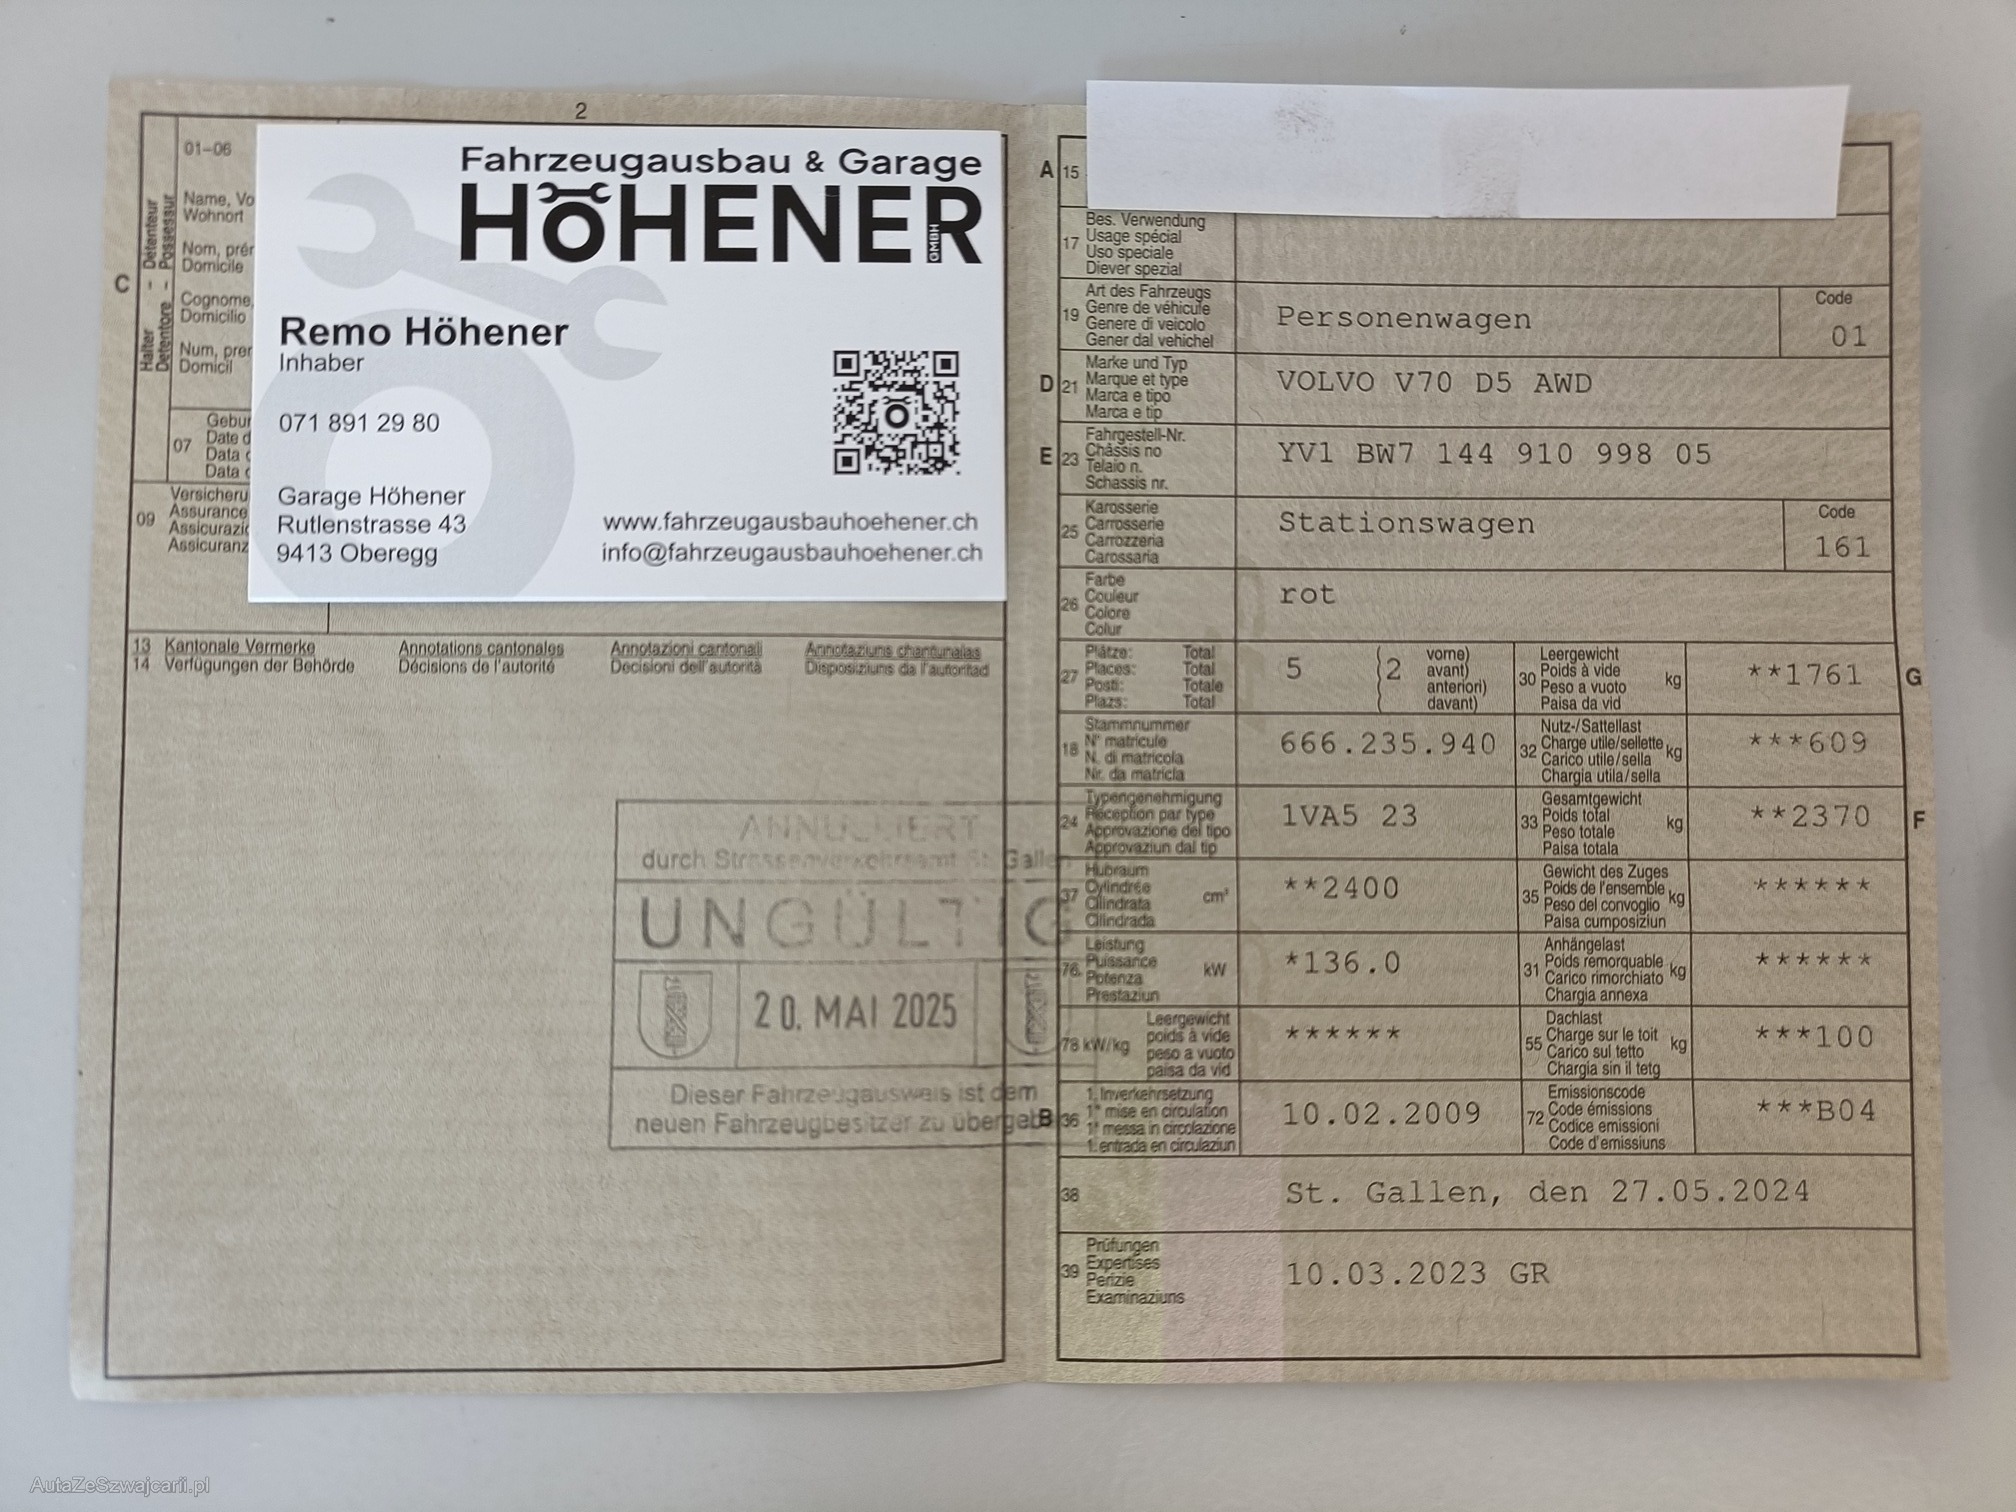 2
01-06
Name, Vo
Wohnort
Nom, prér
Domicile
Cognome,
Domicilio
Num, prer
Domicil
C
Halter - Détenteur
Detentore - Possessur
07
Gebur
Date d
Data
Data
09
Versicheru
Assurance
Assicurazic
Assicuranz
Fahrzeugausbau & Garage
HÖHENER
GMBH
Remo Höhener
Inhaber
071 891 29 80
Garage Höhener
Rutlenstrasse 43
9413 Oberegg
www.fahrzeugausbauhoehener.ch
info@fahrzeugausbauhoehener.ch
13 Kantonale Vermerke Annotations cantonales Annotazioni cantonali Annotaziuns chantunalas
14 Verfügungen der Behörde Décisions de l'autorité Decisioni dell'autorità Disposiziuns da l'autoritad
ANNULLIERT
durch Strassenverkehrsamt St. Gallen
UNGÜLTIG
20. MAI 2025
Dieser Fahrzeugausweis ist dem
neuen Fahrzeugbesitzer zu übergeb
A 15
17
Bes. Verwendung
Usage spécial
Uso speciale
Diever spezial
19
Art des Fahrzeugs
Genre de véhicule
Genere di veicolo
Gener dal vehichel
Personenwagen
Code
01
D 21
Marke und Typ
Marque et type
Marca e tipo
Marca e tip
VOLVO V70 D5 AWD
E 23
Fahrgestell-Nr.
Châssis no
Telaio n.
Schassis nr.
YV1 BW7 144 910 998 05
25
Karosserie
Carrosserie
Carrozzeria
Carossaria
Stationswagen
Code
161
26
Farbe
Couleur
Colore
Colur
rot
27
Plätze: Total
Places: Total
Posti: Totale
Plazs: Total
5 (2
vorne)
avant)
anteriori)
davant)
30
Leergewicht
Poids à vide
Peso a vuoto
Paisa da vid
kg
**1761
G
18
Stammnummer
N° matricule
N. di matricola
Nr. da matricla
666.235.940
32
Nutz-/Sattellast
Charge utile/sellette
Carico utile/sella
Chargia utila/sella
kg
***609
24
Typengenehmigung
Réception par type
Approvazione del tipo
Approvaziun dal tip
1VA5 23
33
Gesamtgewicht
Poids total
Peso totale
Paisa totala
kg
**2370
F
37
Hubraum
Cylindrée
Cilindrata
Cilindrada
cm³
**2400
35
Gewicht des Zuges
Poids de l'ensemble
Peso del convoglio
Paisa cumposiziun
kg
******
76.
Leistung
Puissance
Potenza
Prestaziun
kW
*136.0
31
Anhängelast
Poids remorquable
Carico rimorchiato
Chargia annexa
kg
******
78 kW/kg
Leergewicht
poids à vide
peso a vuoto
paisa da vid
******
55
Dachlast
Charge sur le toit
Carico sul tetto
Chargia sin il tetg
kg
***100
B 36
1. Inverkehrsetzung
1re mise en circulation
1a messa in circolazione
1. entrada en circulaziun
10.02.2009
72
Emissionscode
Code émissions
Codice emissioni
Code d'emissiuns
***B04
38
St. Gallen, den 27.05.2024
39
Prüfungen
Expertises
Perizie
Examinaziuns
10.03.2023 GR
AutaZeSzwajcarii.pl